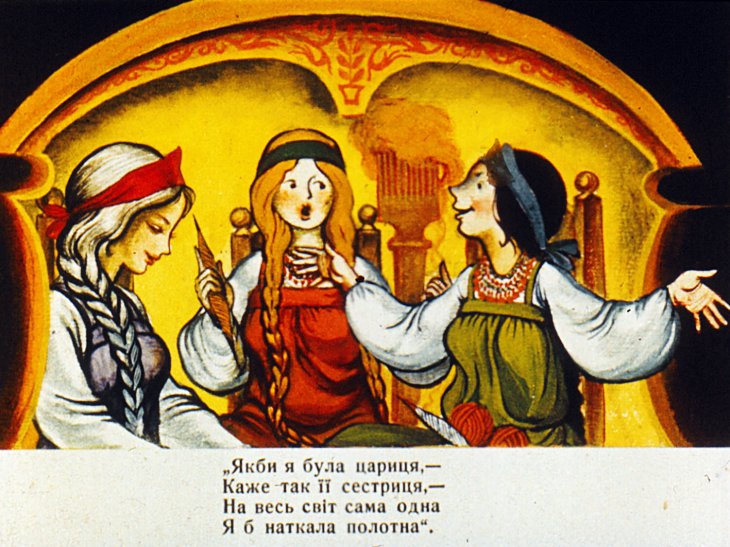 „Якби я була цариця,—
Каже так її сестриця,—
На весь світ сама одна
Я б наткала полотна“.